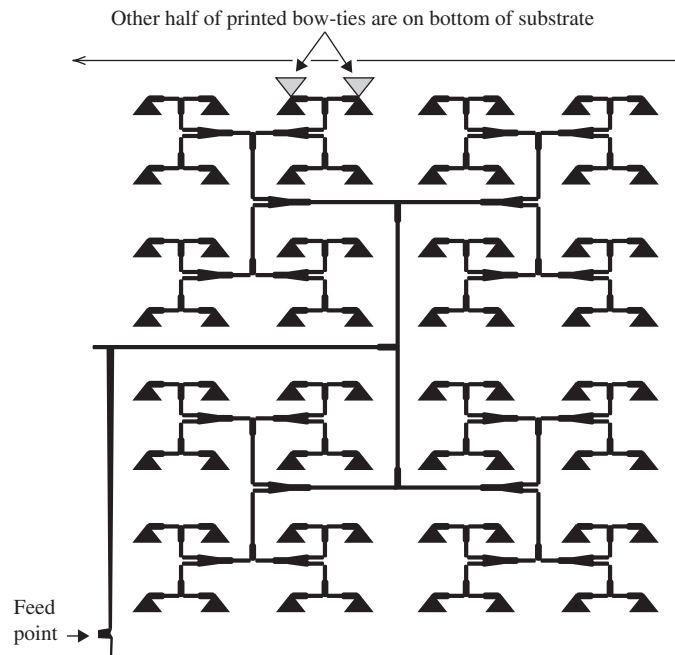 Other half of printed bow-ties are on bottom of substrate
Feed
point